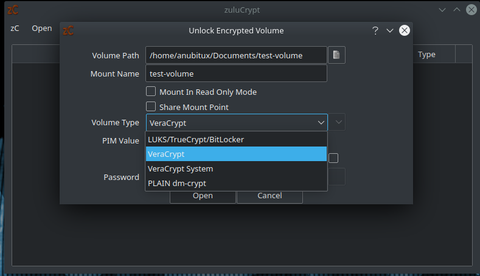 zuluCrypt
zC Open
Type
Unlock Encrypted Volume
Volume Path /home/anubitux/Documents/test-volume
Mount Name test-volume
Mount In Read Only Mode
Share Mount Point
Volume Type VeraCrypt
PIM Value LUKS/TrueCrypt/BitLocker
VeraCrypt
VeraCrypt System
Password PLAIN dm-crypt
Open Cancel